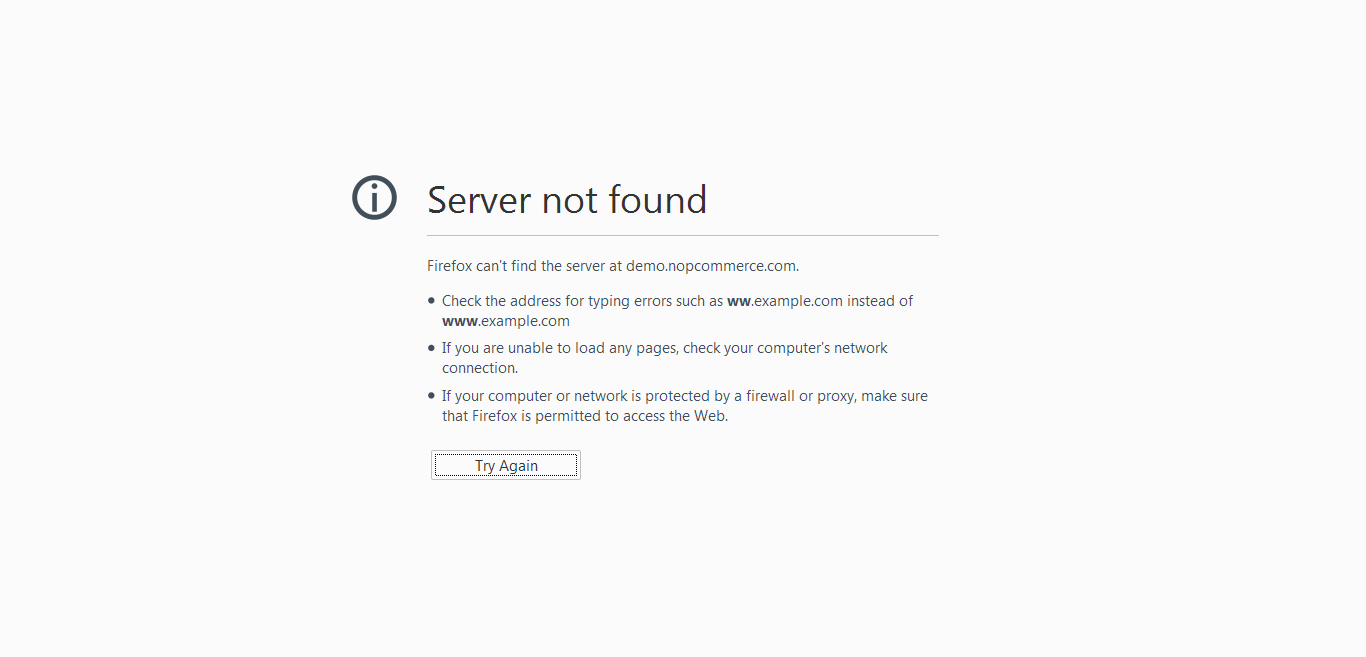 Server not found
Firefox can't find the server at demo.nopcommerce.com.
Check the address for typing errors such as ww.example.com instead of
www.example.com
If you are unable to load any pages, check your computer's network
connection.
If your computer or network is protected by a firewall or proxy, make sure
that Firefox is permitted to access the Web.
Try Again